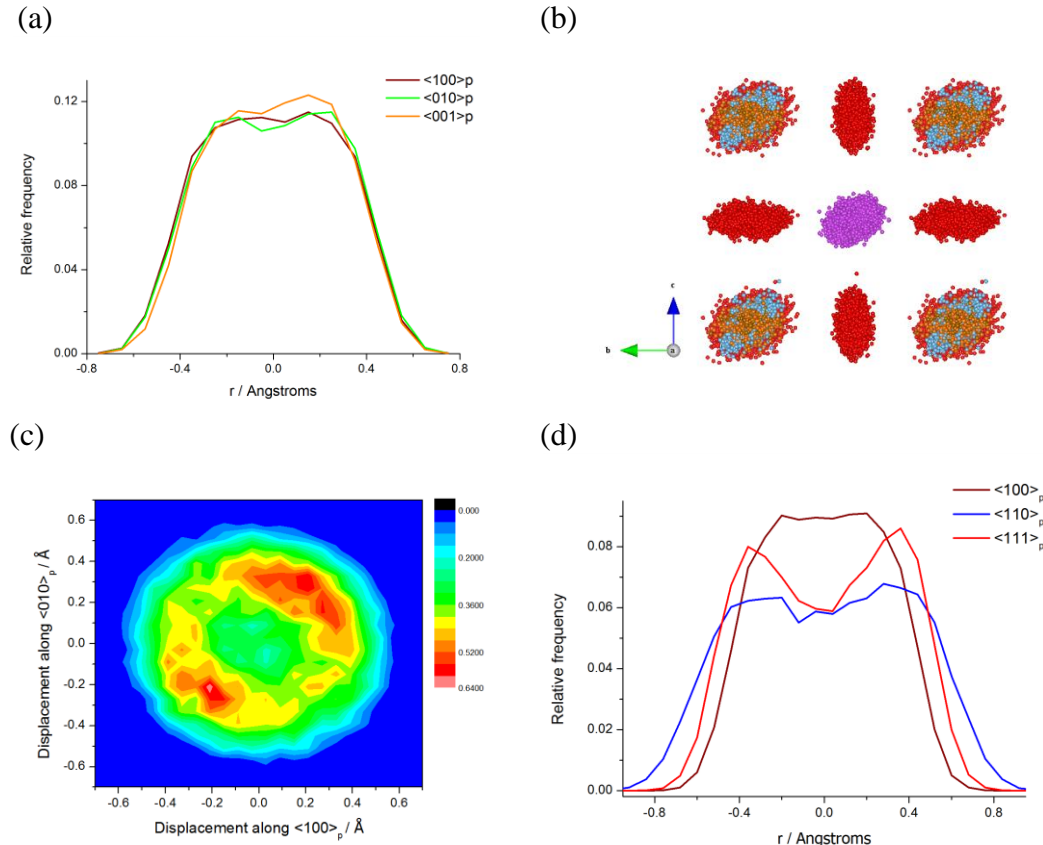 (a)
<100>p
<010>p
<001>p
0.12
0.08
0.04
0.00
Relative frequency
-0.8
-0.4
0.0
0.4
0.8
r / Angstroms
(b)
c
b
a
(c)
0.6
0.4
0.2
0.0
-0.2
-0.4
-0.6
Displacement along <010>p / Å
-0.6
-0.4
-0.2
0.0
0.2
0.4
0.6
Displacement along <100>p / Å
0.000
0.2000
0.3600
0.5200
0.6400
(d)
<100>p
<110>p
<111>p
0.08
0.06
0.04
0.02
0.00
Relative frequency
-0.8
-0.4
0.0
0.4
0.8
r / Angstroms